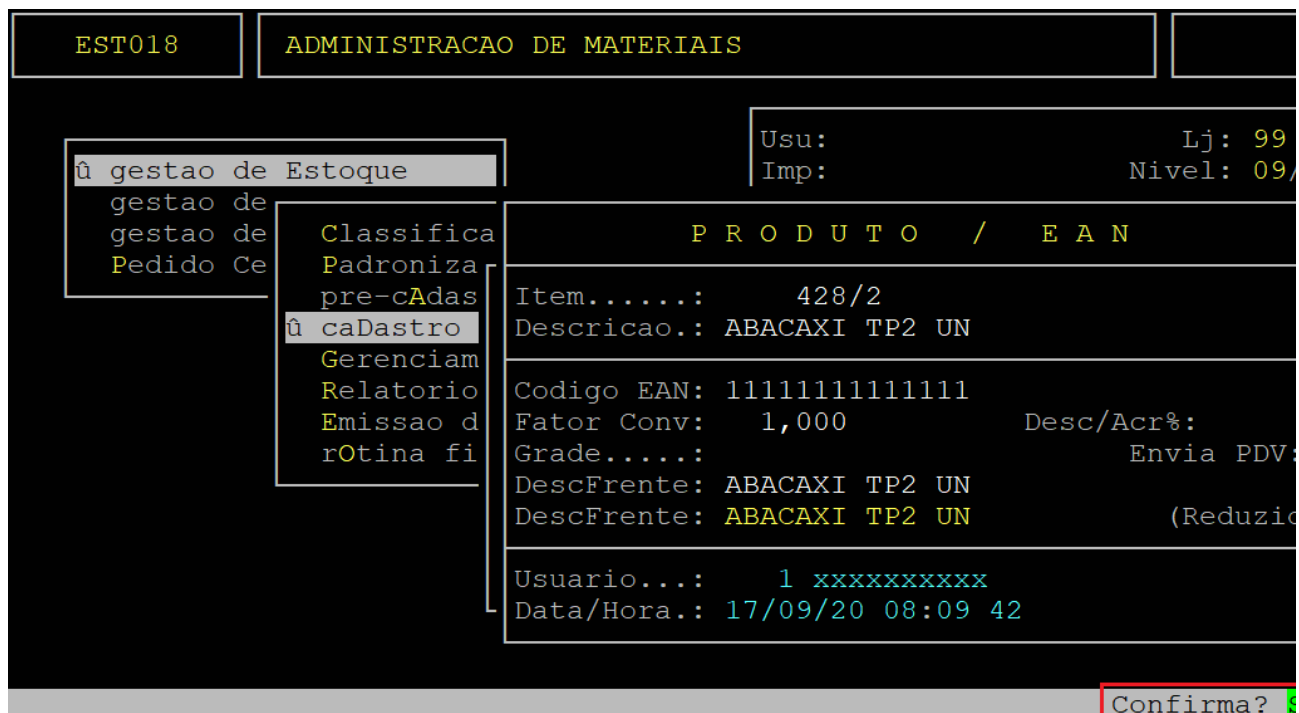 EST018 ADMINISTRACAO DE MATERIAIS
Usu: Lj: 99
Imp: Nivel: 09/
û gestao de Estoque
gestao de
gestao de
Pedido Ce
Classifica
Padroniza
pre-cAdas
û caDastro
Gerenciam
Relatorio
Emissao d
rOtina fi
P R O D U T O / E A N
Item......: 428/2
Descricao.: ABACAXI TP2 UN
Codigo EAN: 11111111111111
Fator Conv: 1,000 Desc/Acr%:
Grade.....: Envia PDV:
DescFrente: ABACAXI TP2 UN
DescFrente: ABACAXI TP2 UN (Reduzid
Usuario...: 1 xxxxxxxxxx
Data/Hora.: 17/09/20 08:09 42
Confirma? S